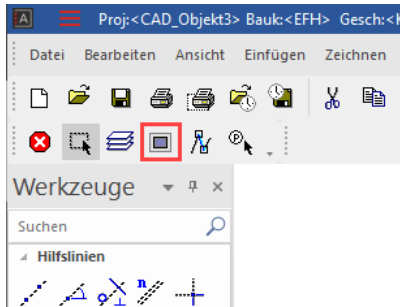 A Proj:<CAD_Objekt3> Bauk:<EFH> Gesch:<
Datei Bearbeiten Ansicht Einfügen Zeichnen
P
Werkzeuge
Suchen
Hilfslinien
n